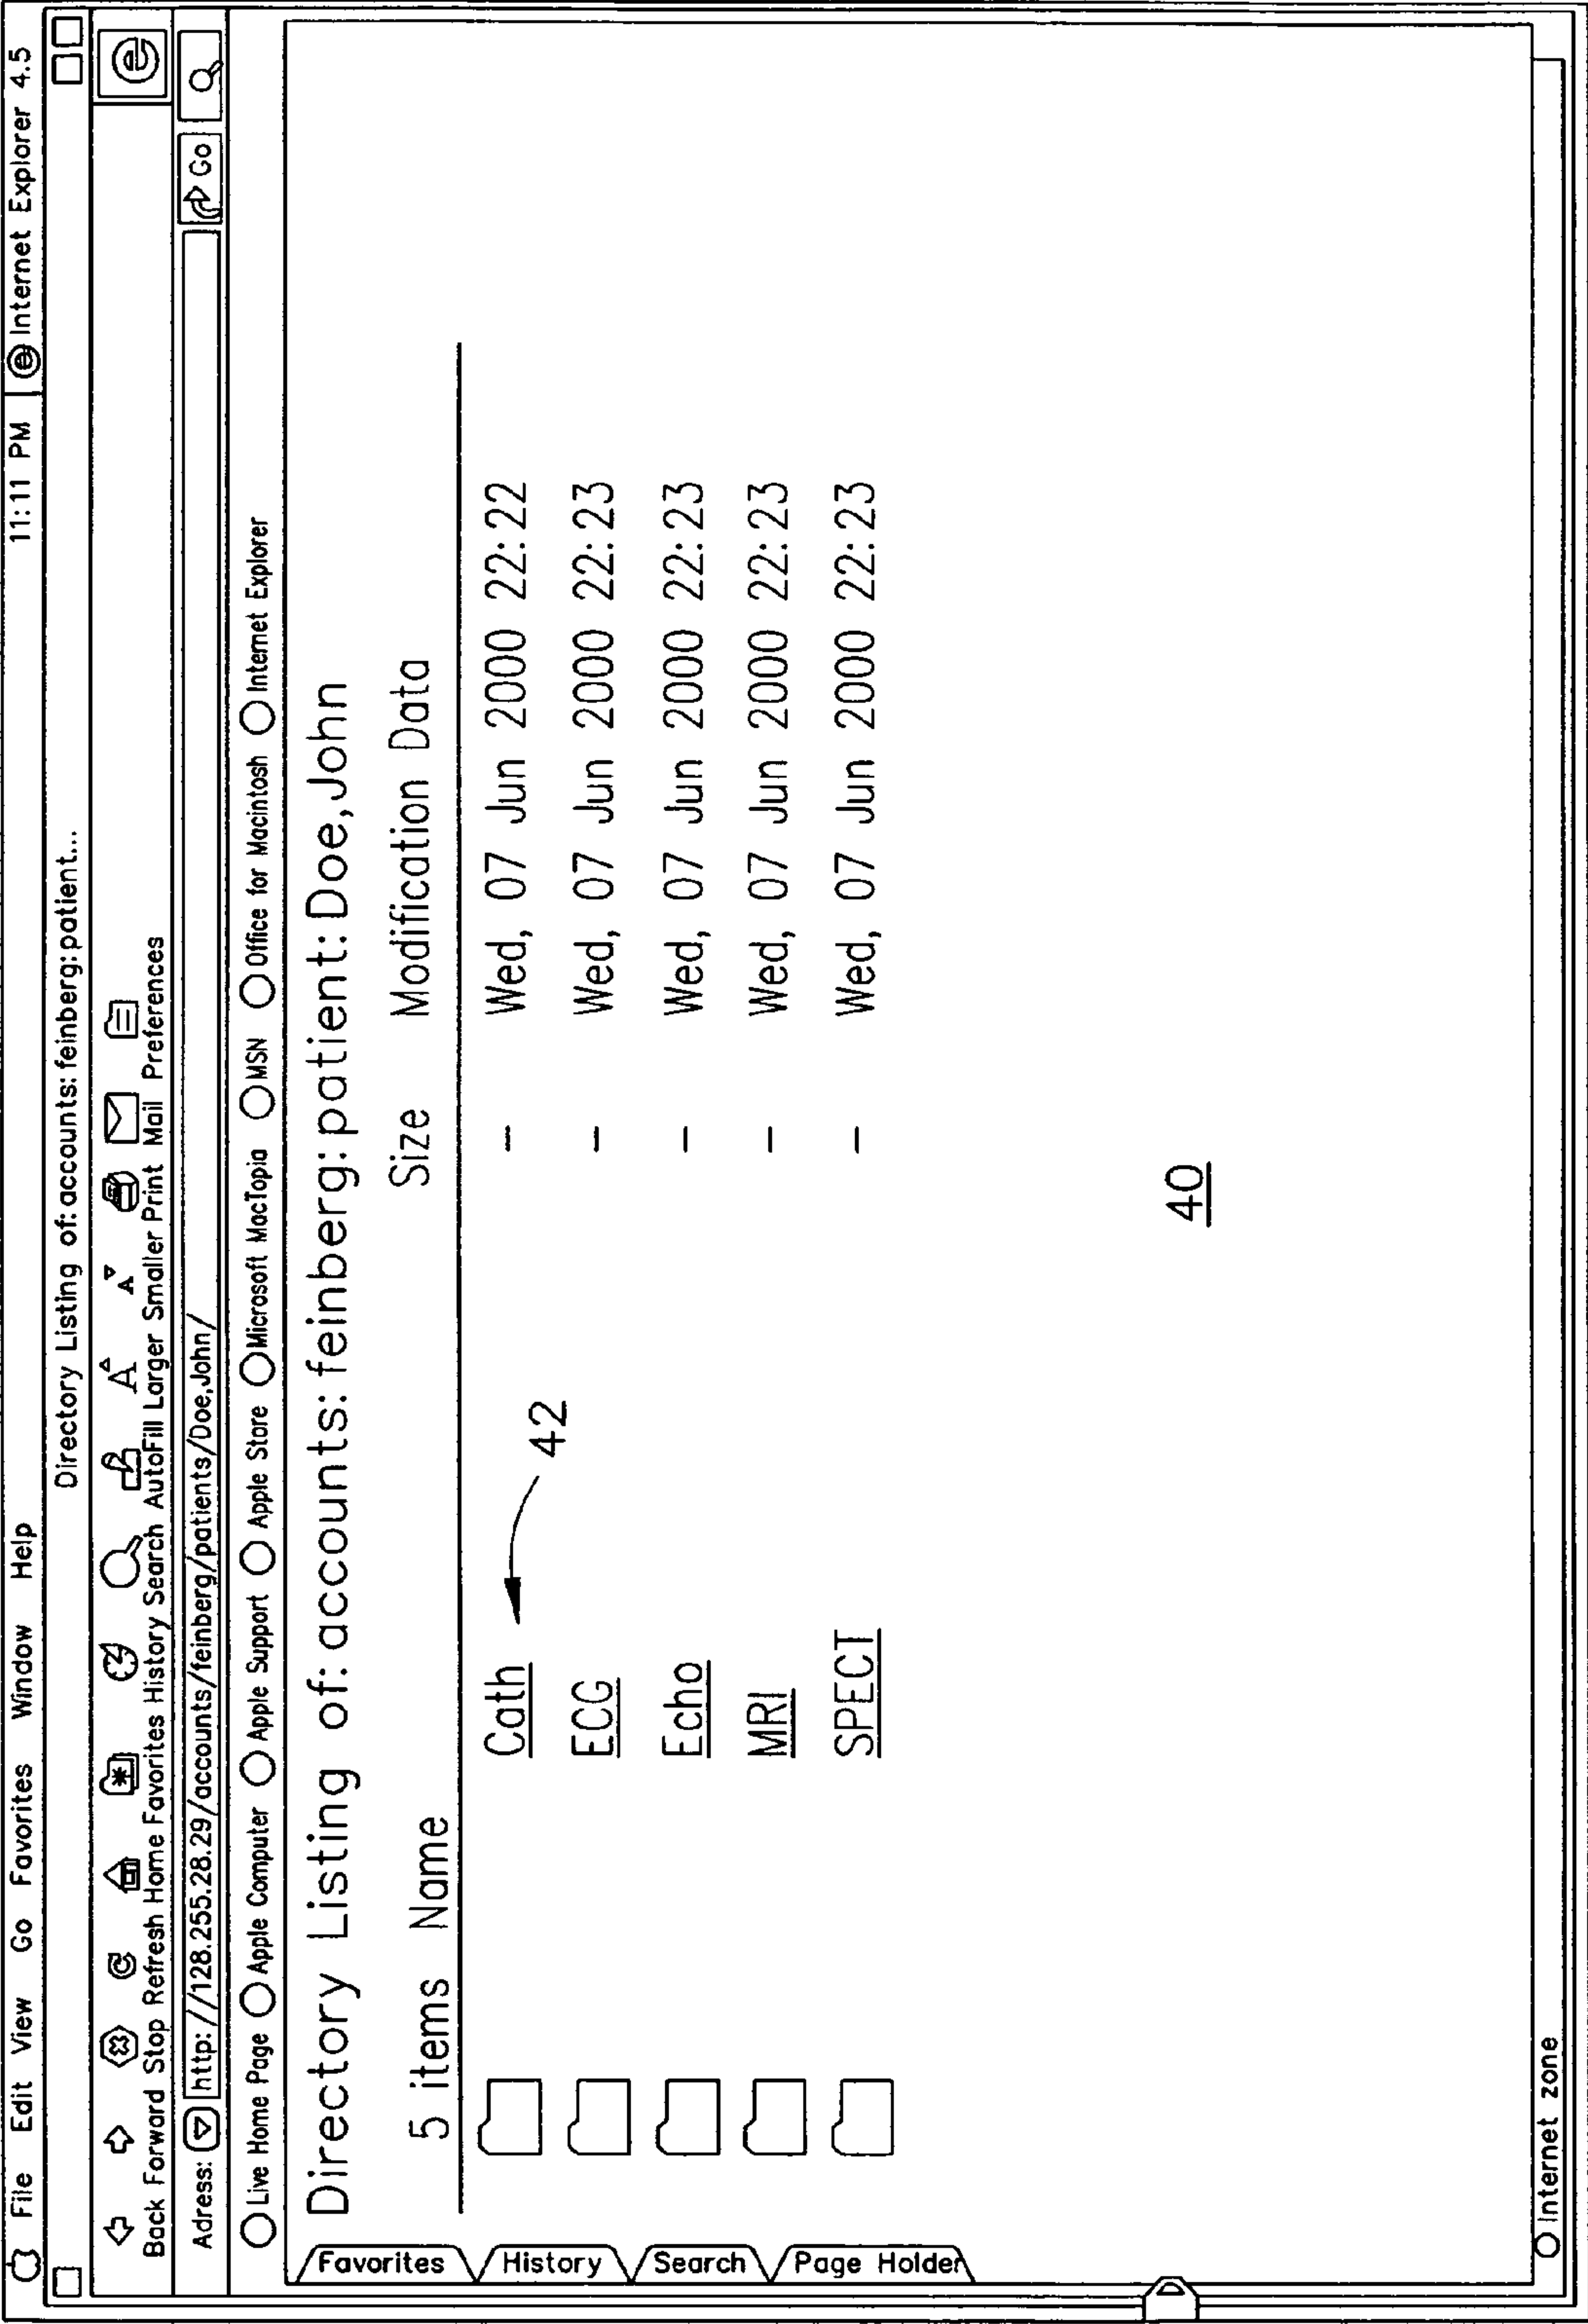 File Edit View Go Favorites Window Help 11:11 PM Internet Explorer 4.5
Directory Listing of: accounts: feinberg: patient...
Back Forward Stop Refresh Home Favorites History Search AutoFill Larger Smaller Print Mail Preferences
Adress: http: //128.255.28.29/accounts/feinberg/patients/Doe,John/ Go
Live Home Page Apple Computer Apple Support Apple Store Microsoft MacTopia MSN Office for Macintosh Internet Explorer
Favorites
History
Search
Page Holder
Directory Listing of: accounts: feinberg: patient: Doe,John
5 items Name Size Modification Data
Cath - Wed, 07 Jun 2000 22:22
42
ECG - Wed, 07 Jun 2000 22:23
Echo - Wed, 07 Jun 2000 22:23
MRI - Wed, 07 Jun 2000 22:23
SPECT - Wed, 07 Jun 2000 22:23
40
Internet zone